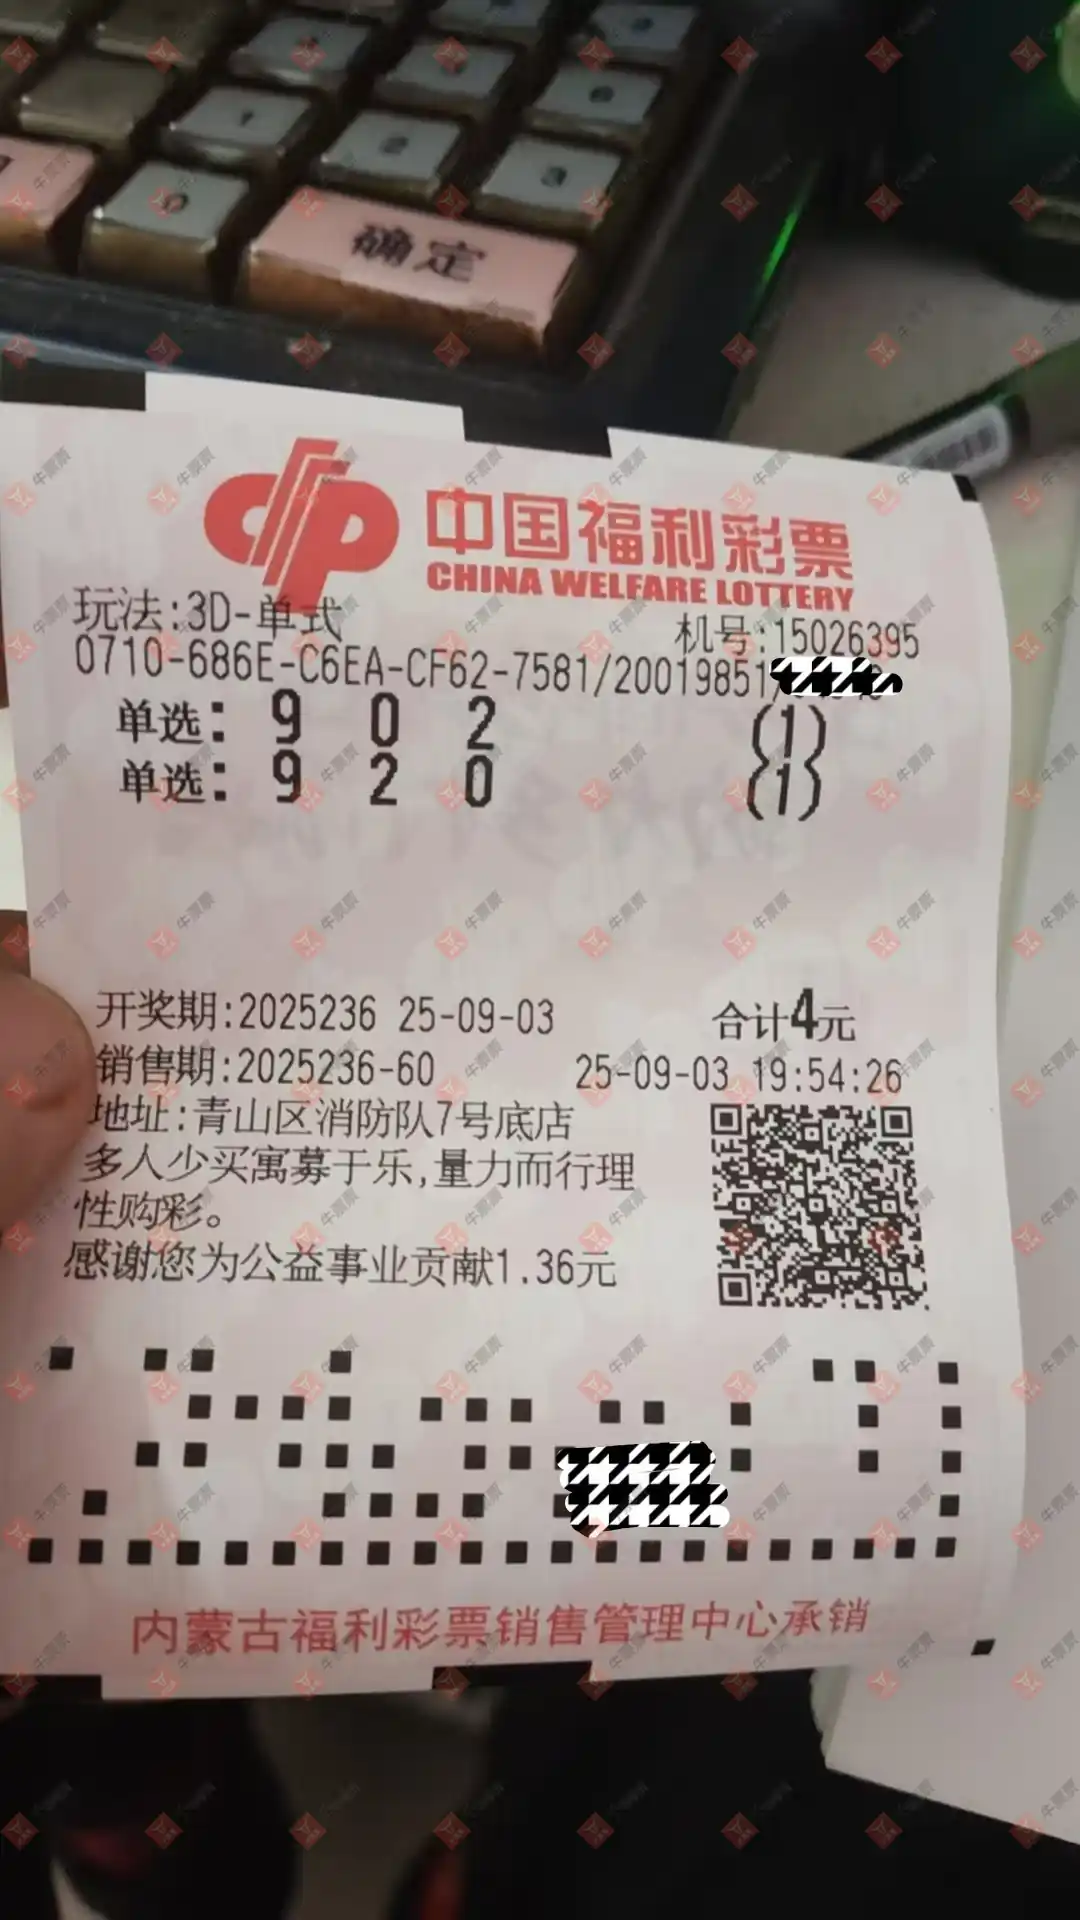 确定
中国福利彩票
CHINA WELFARE LOTTERY
玩法:3D-单式
机号:15026395
0710-686E-C6EA-CF62-7581/20019851/
单选: 9 0 2 (1)
单选: 9 2 0 (1)
开奖期:2025236 25-09-03 合计4元
销售期:2025236-60 25-09-03 19:54:26
地址:青山区消防队7号底店
多人少买寓募于乐,量力而行理
性购彩。
感谢您为公益事业贡献1.36元
内蒙古福利彩票销售管理中心承销
牛票票